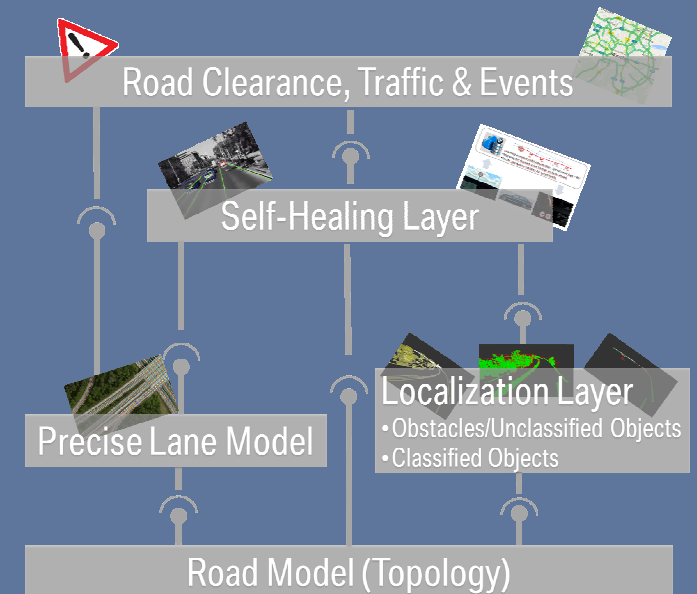 Road Clearance, Traffic & Events
Self-Healing Layer
Localization Layer
•Obstacles/Unclassified Objects
•Classified Objects
Precise Lane Model
Road Model (Topology)